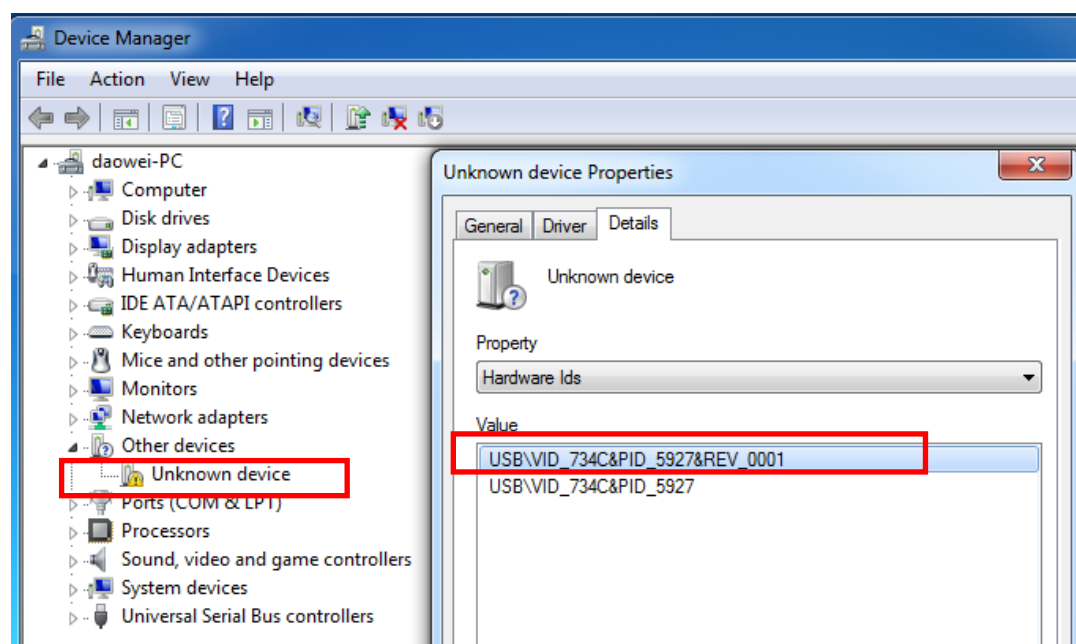 Device Manager
File Action View Help
daowei-PC
Computer
Disk drives
Display adapters
Human Interface Devices
IDE ATA/ATAPI controllers
Keyboards
Mice and other pointing devices
Monitors
Network adapters
Other devices
Unknown device
Ports (COM & LPT)
Processors
Sound, video and game controllers
System devices
Universal Serial Bus controllers
Unknown device Properties
General Driver Details
Unknown device
Property
Hardware Ids
Value
USB\VID_734C&PID_5927&REV_0001
USB\VID_734C&PID_5927